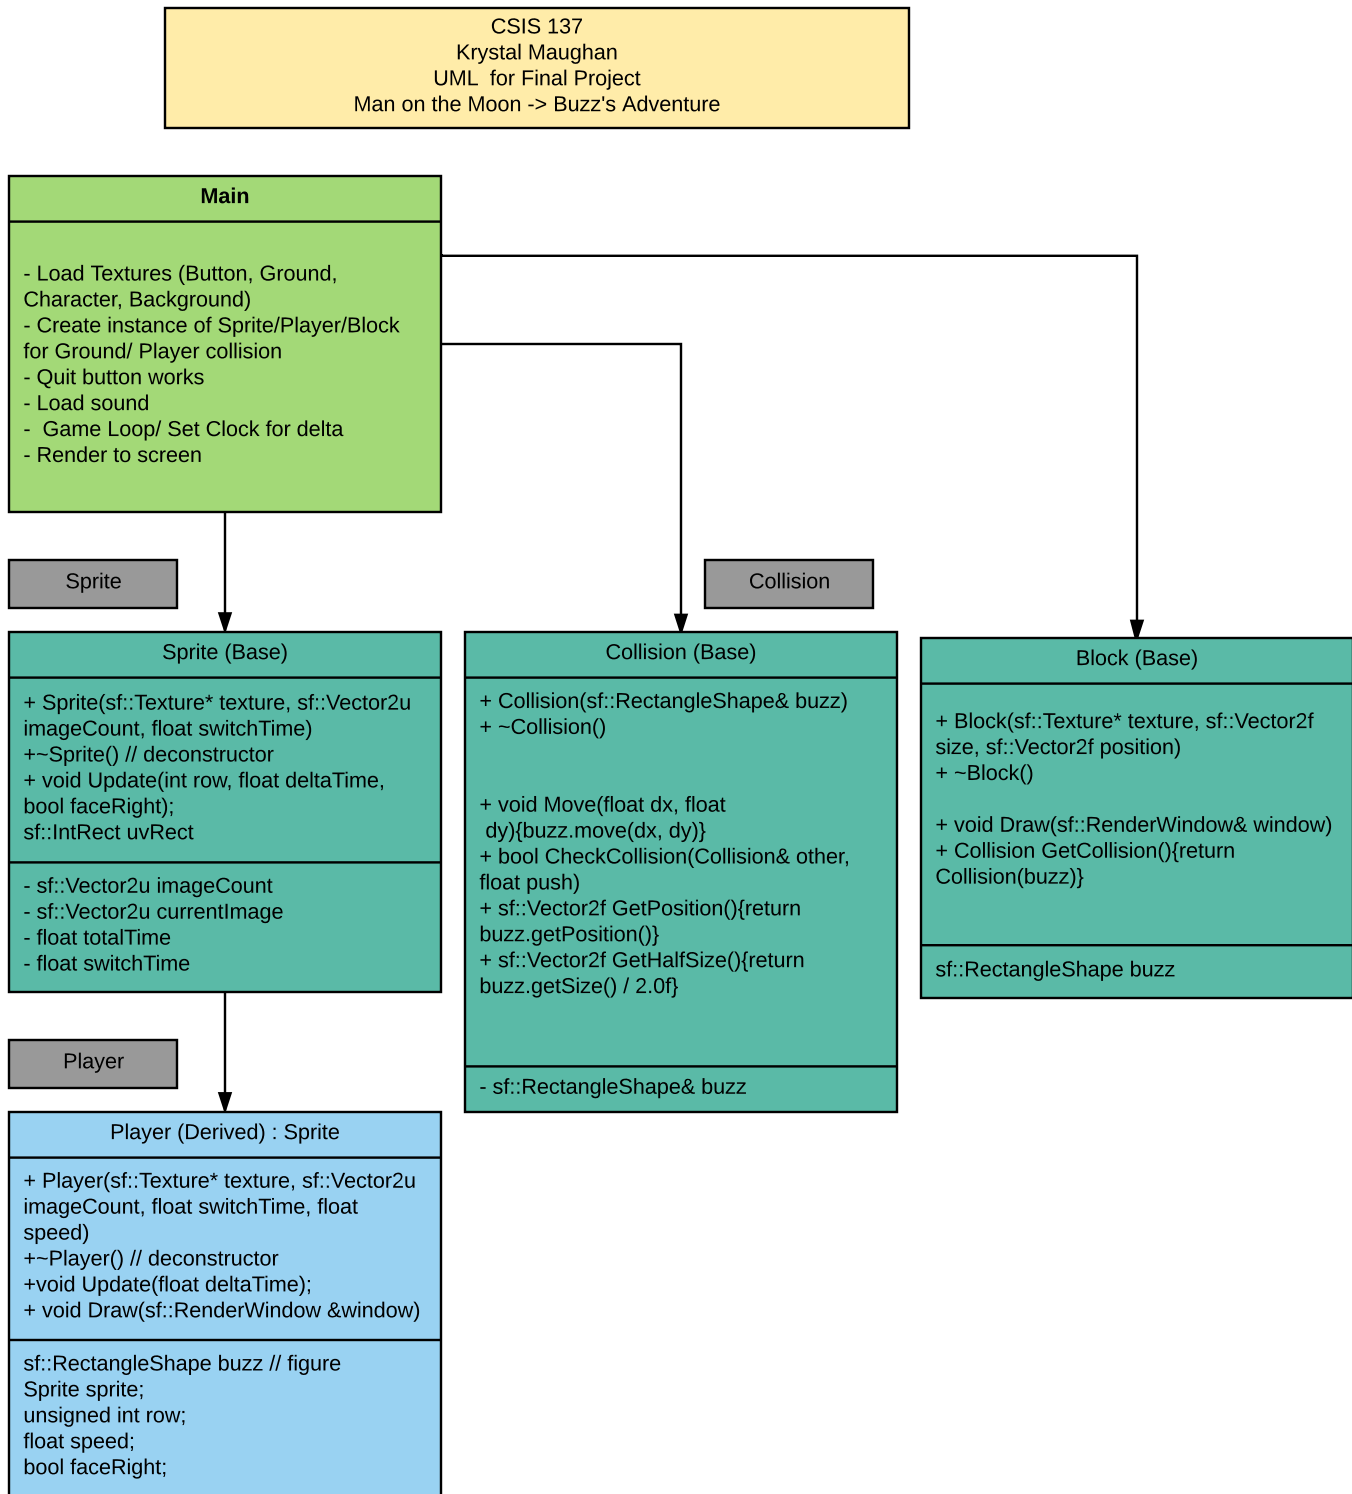 CSIS 137
Krystal Maughan
UML  for Final Project
Man on the Moon -> Buzz's Adventure
Main
- Load Textures (Button, Ground,
Character, Background)
- Create instance of Sprite/Player/Block
for Ground/ Player collision
- Quit button works
- Load sound
-  Game Loop/ Set Clock for delta
- Render to screen
Sprite
Collision
Sprite (Base)
+ Sprite(sf::Texture* texture, sf::Vector2u
imageCount, float switchTime)
+~Sprite() // deconstructor
+ void Update(int row, float deltaTime,
bool faceRight);
sf::IntRect uvRect
- sf::Vector2u imageCount
- sf::Vector2u currentImage
- float totalTime
- float switchTime
Collision (Base)
+ Collision(sf::RectangleShape& buzz)
+ ~Collision()
+ void Move(float dx, float
dy){buzz.move(dx, dy)}
+ bool CheckCollision(Collision& other,
float push)
+ sf::Vector2f GetPosition(){return
buzz.getPosition()}
+ sf::Vector2f GetHalfSize(){return
buzz.getSize() / 2.0f}
- sf::RectangleShape& buzz
Block (Base)
+ Block(sf::Texture* texture, sf::Vector2f
size, sf::Vector2f position)
+ ~Block()
+ void Draw(sf::RenderWindow& window)
+ Collision GetCollision(){return
Collision(buzz)}
sf::RectangleShape buzz
Player
Player (Derived) : Sprite
+ Player(sf::Texture* texture, sf::Vector2u
imageCount, float switchTime, float
speed)
+~Player() // deconstructor
+void Update(float deltaTime);
+ void Draw(sf::RenderWindow &window)
sf::RectangleShape buzz // figure
Sprite sprite;
unsigned int row;
float speed;
bool faceRight;